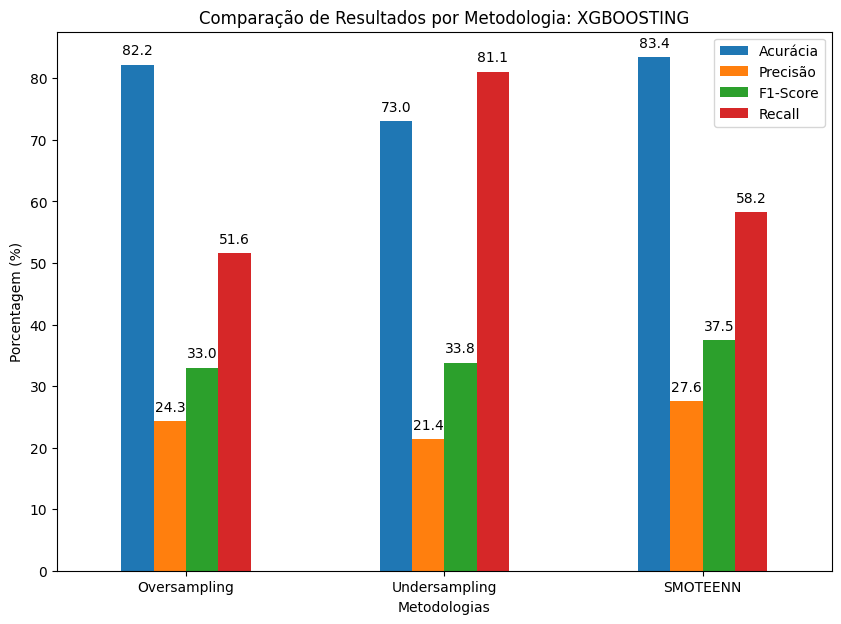 Comparação de Resultados por Metodologia: XGBOOSTING
Acurácia
Precisão
F1-Score
Recall
Porcentagem (%)
80
70
60
50
40
30
20
10
0
82.2
24.3
33.0
51.6
73.0
21.4
33.8
81.1
83.4
27.6
37.5
58.2
Oversampling
Undersampling
SMOTEENN
Metodologias